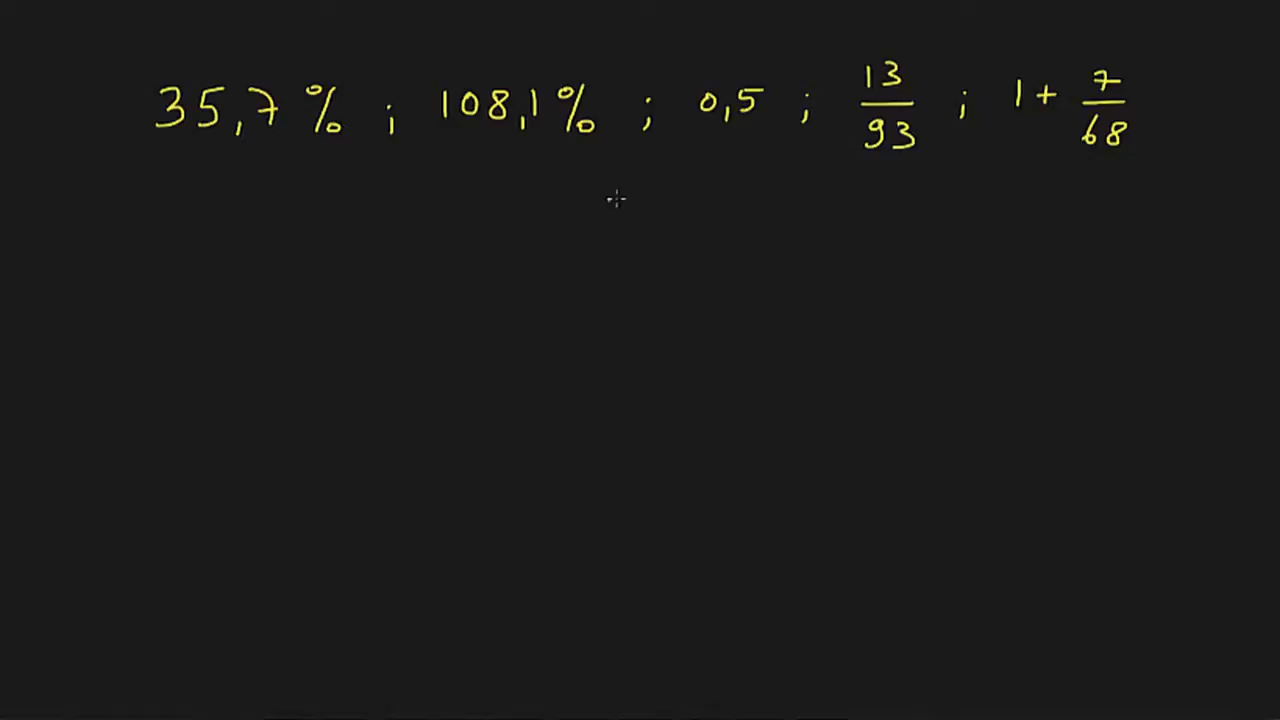 35,7% ; 108,1% ; 0,5 ; 13/93 ; 1 + 7/68